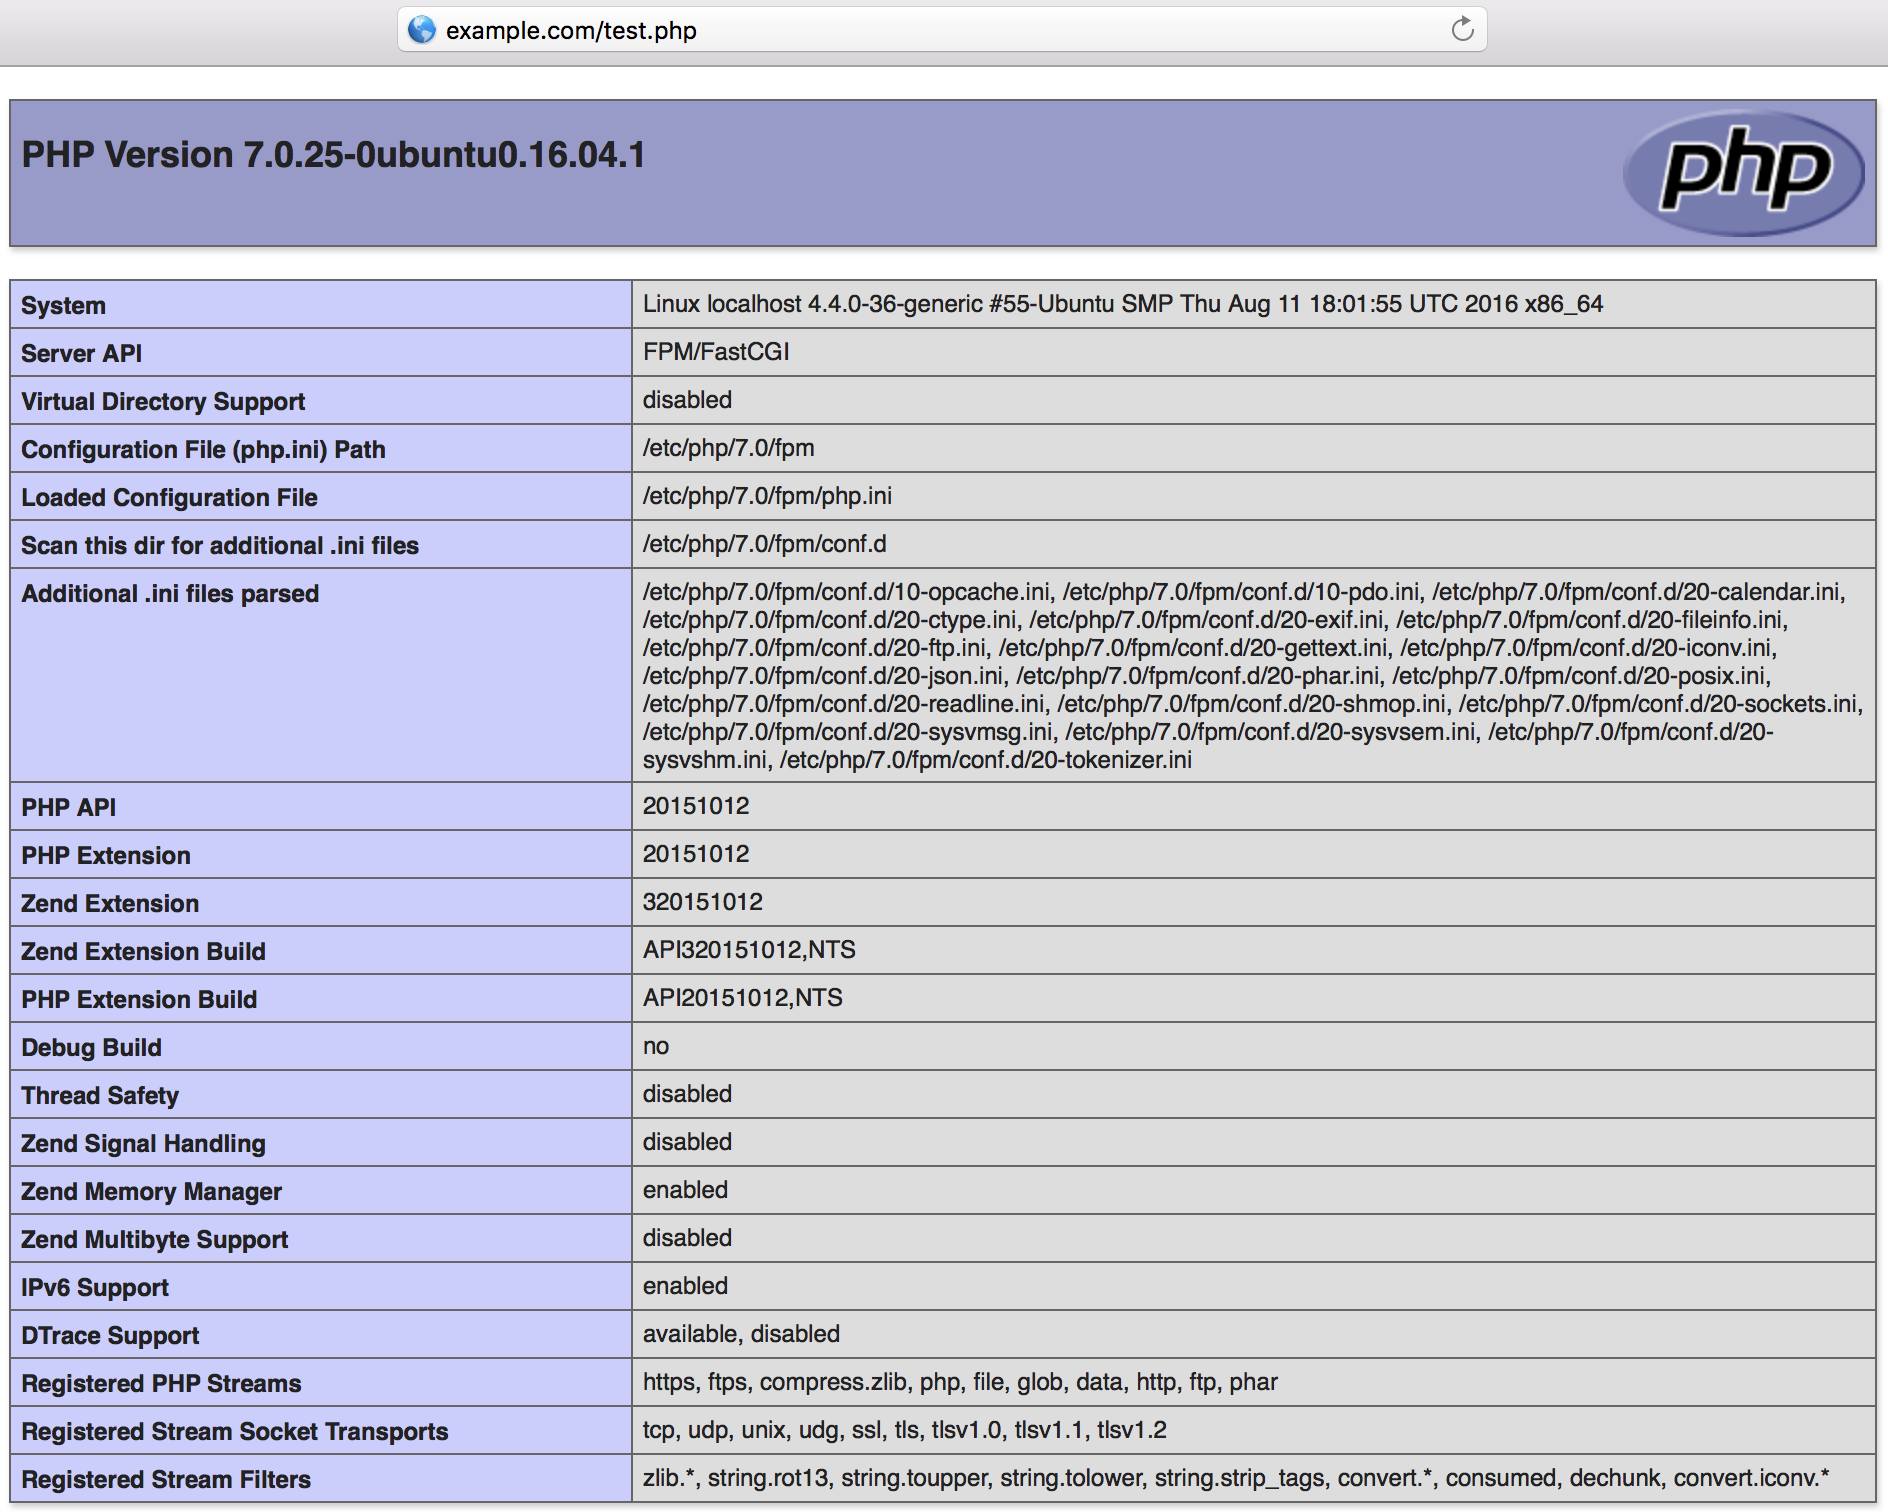 example.com/test.php
PHP Version 7.0.25-0ubuntu0.16.04.1
php
System Linux localhost 4.4.0-36-generic #55-Ubuntu SMP Thu Aug 11 18:01:55 UTC 2016 x86_64
Server API FPM/FastCGI
Virtual Directory Support disabled
Configuration File (php.ini) Path /etc/php/7.0/fpm
Loaded Configuration File /etc/php/7.0/fpm/php.ini
Scan this dir for additional .ini files /etc/php/7.0/fpm/conf.d
Additional .ini files parsed /etc/php/7.0/fpm/conf.d/10-opcache.ini, /etc/php/7.0/fpm/conf.d/10-pdo.ini, /etc/php/7.0/fpm/conf.d/20-calendar.ini,
/etc/php/7.0/fpm/conf.d/20-ctype.ini, /etc/php/7.0/fpm/conf.d/20-exif.ini, /etc/php/7.0/fpm/conf.d/20-fileinfo.ini,
/etc/php/7.0/fpm/conf.d/20-ftp.ini, /etc/php/7.0/fpm/conf.d/20-gettext.ini, /etc/php/7.0/fpm/conf.d/20-iconv.ini,
/etc/php/7.0/fpm/conf.d/20-json.ini, /etc/php/7.0/fpm/conf.d/20-phar.ini, /etc/php/7.0/fpm/conf.d/20-posix.ini,
/etc/php/7.0/fpm/conf.d/20-readline.ini, /etc/php/7.0/fpm/conf.d/20-shmop.ini, /etc/php/7.0/fpm/conf.d/20-sockets.ini,
/etc/php/7.0/fpm/conf.d/20-sysvmsg.ini, /etc/php/7.0/fpm/conf.d/20-sysvsem.ini, /etc/php/7.0/fpm/conf.d/20-
sysvshm.ini, /etc/php/7.0/fpm/conf.d/20-tokenizer.ini
PHP API 20151012
PHP Extension 20151012
Zend Extension 320151012
Zend Extension Build API320151012,NTS
PHP Extension Build API20151012,NTS
Debug Build no
Thread Safety disabled
Zend Signal Handling disabled
Zend Memory Manager enabled
Zend Multibyte Support disabled
IPv6 Support enabled
DTrace Support available, disabled
Registered PHP Streams https, ftps, compress.zlib, php, file, glob, data, http, ftp, phar
Registered Stream Socket Transports tcp, udp, unix, udg, ssl, tls, tlsv1.0, tlsv1.1, tlsv1.2
Registered Stream Filters zlib.*, string.rot13, string.toupper, string.tolower, string.strip_tags, convert.*, consumed, dechunk, convert.iconv.*